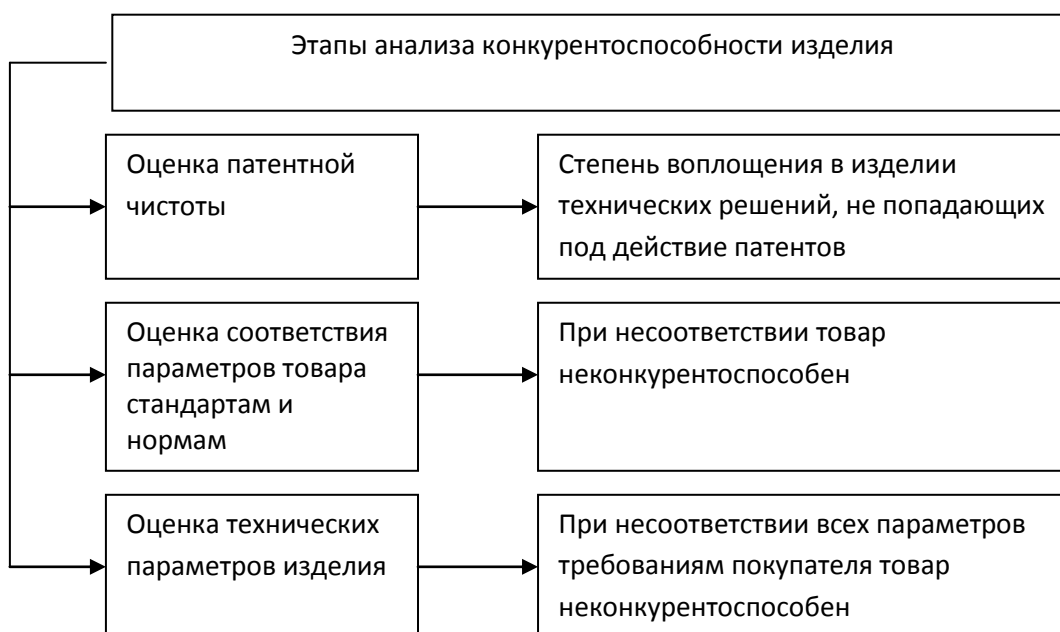 Этапы анализа конкурентоспособности изделия
Оценка патентной
чистоты
Степень воплощения в изделии
технических решений, не попадающих
под действие патентов
Оценка соответствия
параметров товара
стандартам и
нормам
При несоответствии товар
неконкурентоспособен
Оценка технических
параметров изделия
При несоответствии всех параметров
требованиям покупателя товар
неконкурентоспособен